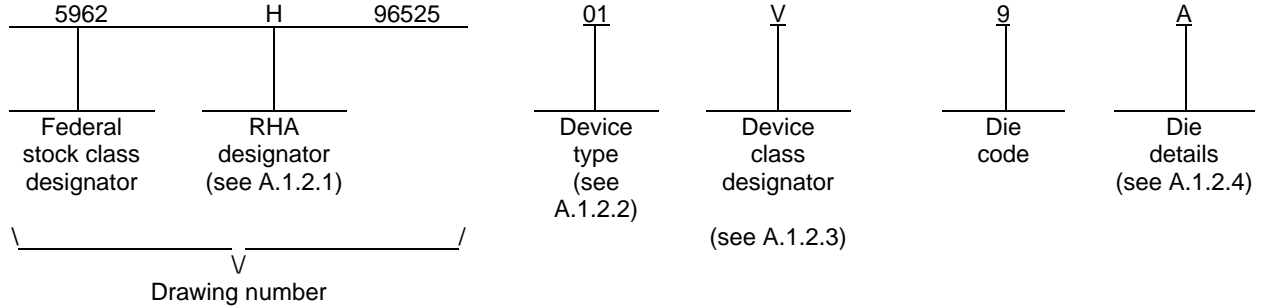 5962 H 96525 01 V 9 A
Federal stock class designator
RHA designator (see A.1.2.1)
Device type (see A.1.2.2)
Device class designator (see A.1.2.3)
Die code
Die details (see A.1.2.4)
Drawing number